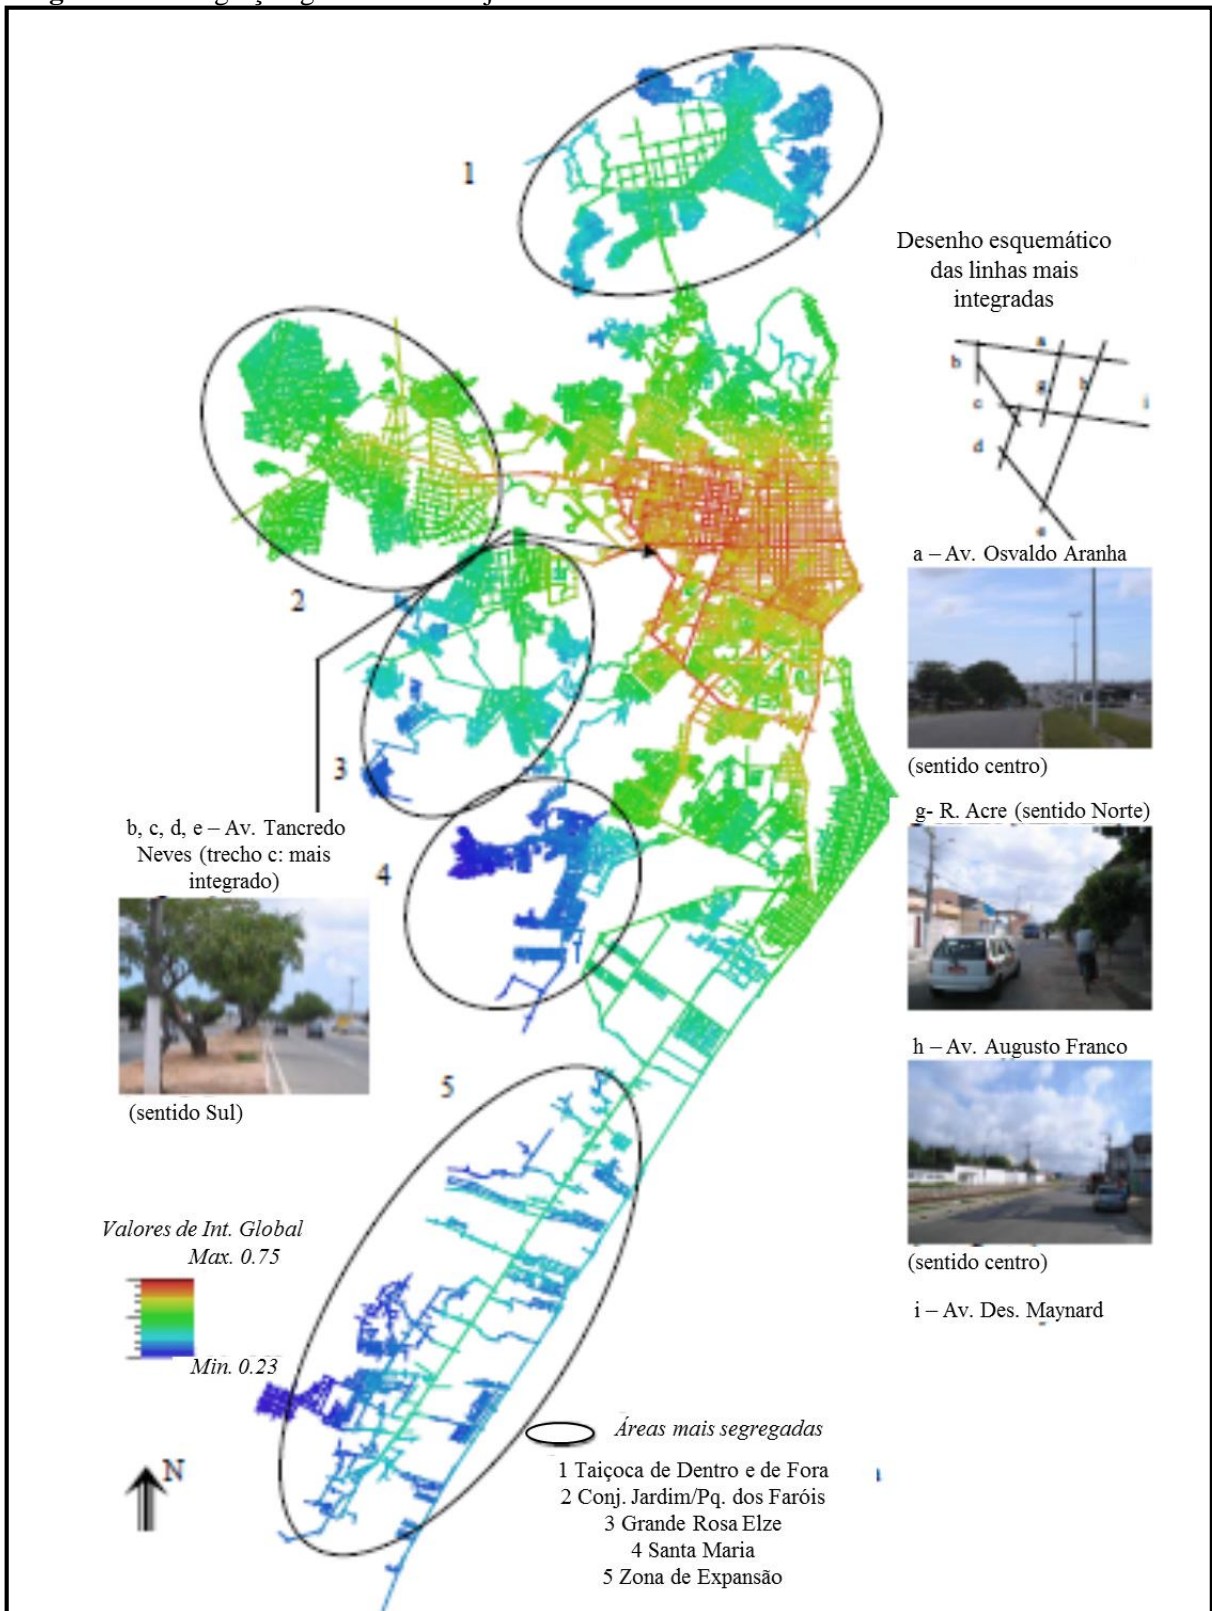 1
Desenho esquemático
das linhas mais
integradas
a
b
h
g
c
i
d
e
a – Av. Osvaldo Aranha
2
(sentido centro)
3
g- R. Acre (sentido Norte)
b, c, d, e – Av. Tancredo
Neves (trecho c: mais
integrado)
4
h – Av. Augusto Franco
5
(sentido Sul)
Valores de Int. Global
Max. 0.75
(sentido centro)
i – Av. Des. Maynard
Min. 0.23
Áreas mais segregadas
N
1 Taiçoca de Dentro e de Fora
2 Conj. Jardim/Pq. dos Faróis
3 Grande Rosa Elze
4 Santa Maria
5 Zona de Expansão